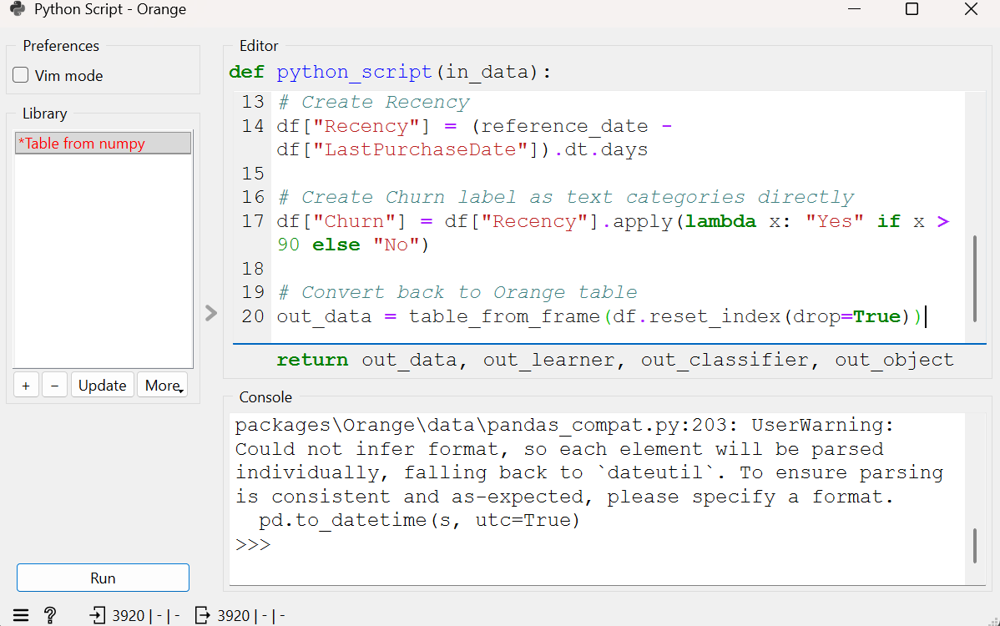 Python Script - Orange
Preferences
Vim mode
Library
*Table from numpy
+ − Update More
Run
3920 | - | - 3920 | - | -
Editor
def python_script(in_data):
13 # Create Recency
14 df["Recency"] = (reference_date -
df["LastPurchaseDate"]).dt.days
15
16 # Create Churn label as text categories directly
17 df["Churn"] = df["Recency"].apply(lambda x: "Yes" if x >
90 else "No")
18
19 # Convert back to Orange table
20 out_data = table_from_frame(df.reset_index(drop=True))
return out_data, out_learner, out_classifier, out_object
Console
packages\Orange\data\pandas_compat.py:203: UserWarning:
Could not infer format, so each element will be parsed
individually, falling back to `dateutil`. To ensure parsing
is consistent and as-expected, please specify a format.
pd.to_datetime(s, utc=True)
>>>